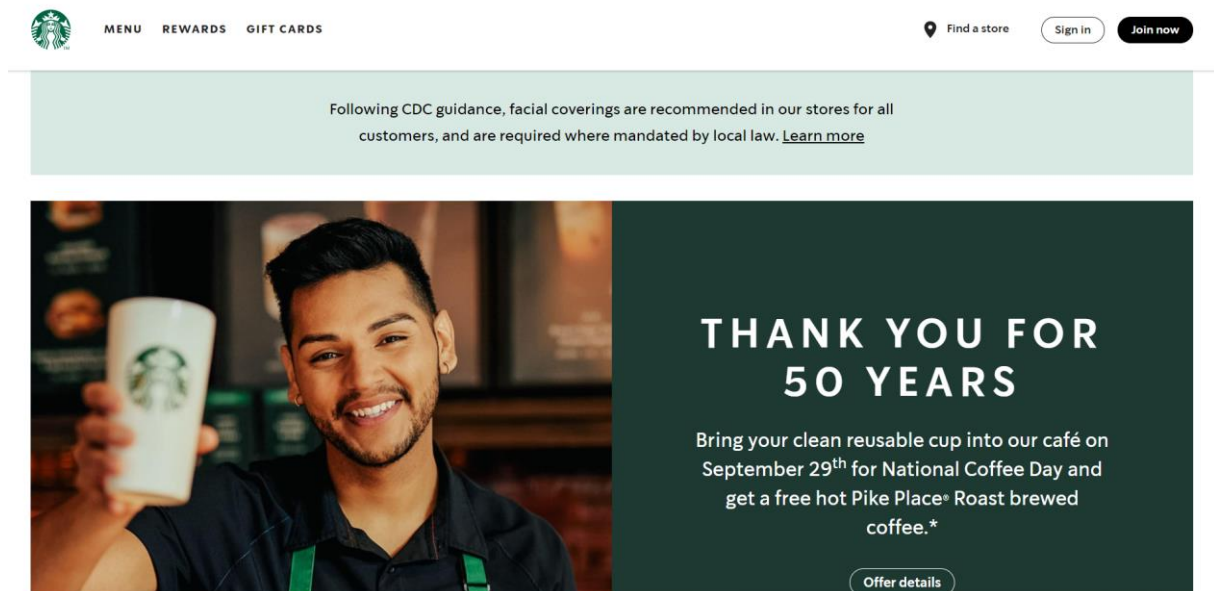 MENU REWARDS GIFT CARDS Find a store Sign in Join now
Following CDC guidance, facial coverings are recommended in our stores for all
customers, and are required where mandated by local law. Learn more
THANK YOU FOR
50 YEARS
Bring your clean reusable cup into our café on
September 29th for National Coffee Day and
get a free hot Pike Place® Roast brewed
coffee.*
Offer details